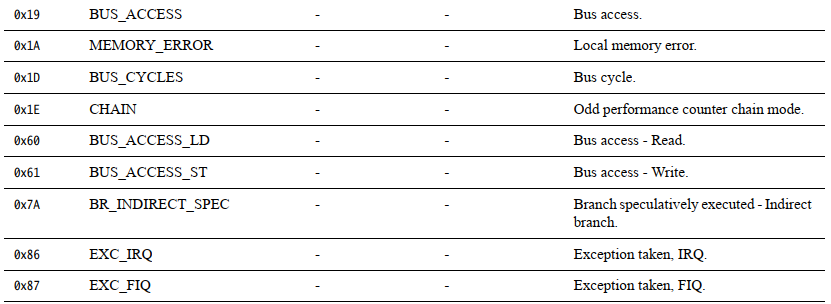 0x19 BUS_ACCESS - - Bus access.
0x1A MEMORY_ERROR - - Local memory error.
0x1D BUS_CYCLES - - Bus cycle.
0x1E CHAIN - - Odd performance counter chain mode.
0x60 BUS_ACCESS_LD - - Bus access - Read.
0x61 BUS_ACCESS_ST - - Bus access - Write.
0x7A BR_INDIRECT_SPEC - - Branch speculatively executed - Indirect
branch.
0x86 EXC_IRQ - - Exception taken, IRQ.
0x87 EXC_FIQ - - Exception taken, FIQ.